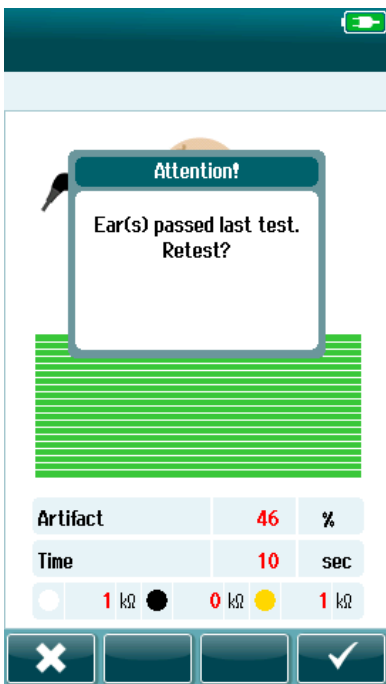 Attention!
Ear(s) passed last test.
Retest?
Artifact 46 %
Time 10 sec
1 kΩ 0 kΩ 1 kΩ